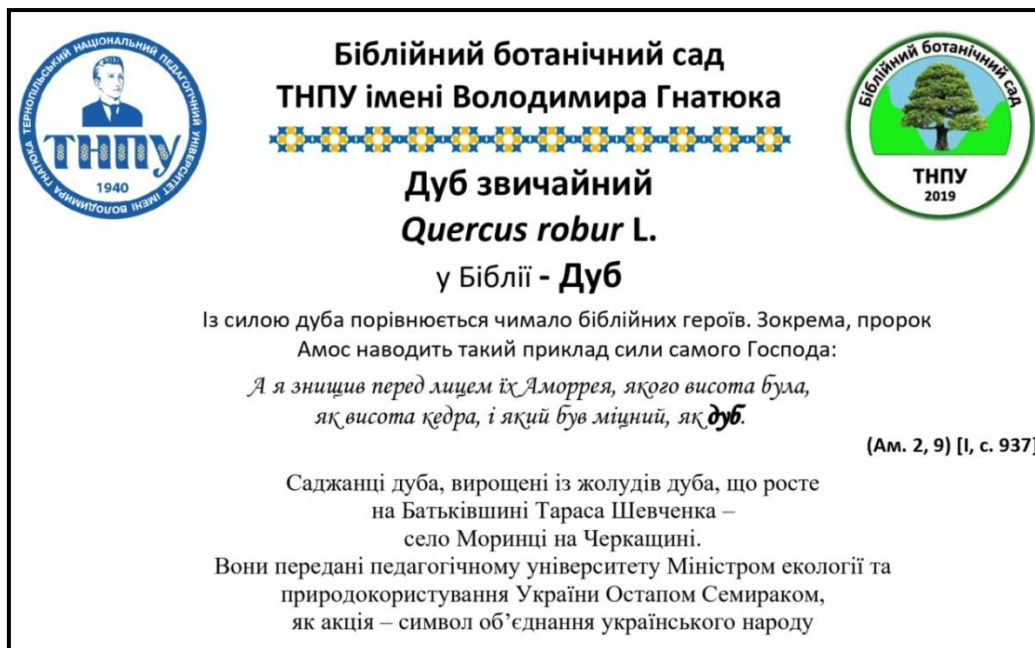 ТЕРНОПІЛЬСЬКИЙ НАЦІОНАЛЬНИЙ ПЕДАГОГІЧНИЙ УНІВЕРСИТЕТ ІМЕНІ ВОЛОДИМИРА ГНАТЮКА
ТНПУ
1940
Біблійний ботанічний сад
ТНПУ імені Володимира Гнатюка
Біблійний ботанічний сад
ТНПУ
2019
Дуб звичайний
Quercus robur L.
у Біблії - Дуб
Із силою дуба порівнюється чимало біблійних героїв. Зокрема, пророк
Амос наводить такий приклад сили самого Господа:
А я знищив перед лицем їх Аморрея, якого висота була,
як висота кедра, і який був міцний, як дуб.
(Ам. 2, 9) [I, с. 937]
Саджанці дуба, вирощені із жолудів дуба, що росте
на Батьківшині Тараса Шевченка –
село Моринці на Черкащині.
Вони передані педагогічному університету Міністром екології та
природокористування України Остапом Семираком,
як акція – символ об’єднання українського народу